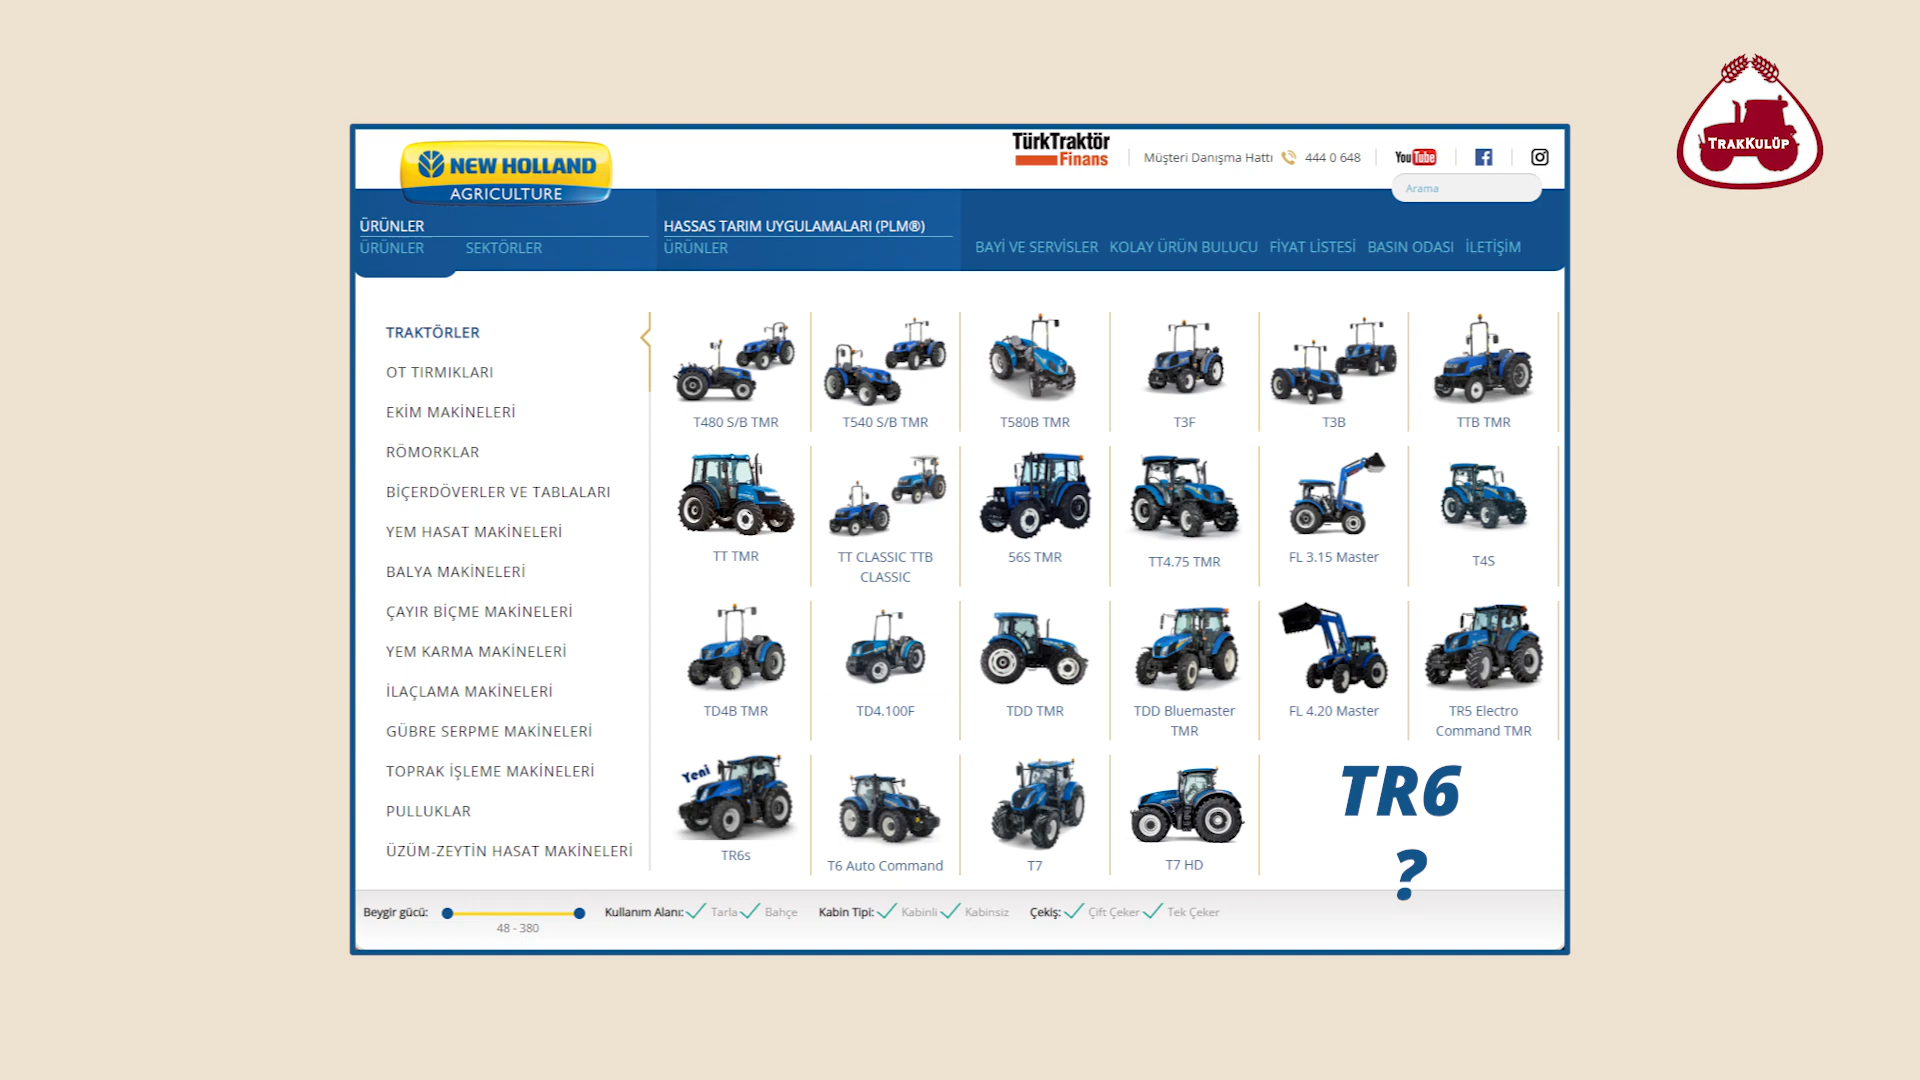 TRAKKULÜP
NEW HOLLAND
AGRICULTURE
TürkTraktör
Finans
Müşteri Danışma Hattı 444 0 648
YouTube
Arama
ÜRÜNLER
ÜRÜNLER SEKTÖRLER
HASSAS TARIM UYGULAMALARI (PLM®)
ÜRÜNLER
BAYİ VE SERVİSLER KOLAY ÜRÜN BULUCU FİYAT LİSTESİ BASIN ODASI İLETİŞİM
TRAKTÖRLER
OT TIRMIKLARI
EKİM MAKİNELERİ
RÖMORKLAR
BİÇERDÖVERLER VE TABLALARI
YEM HASAT MAKİNELERİ
BALYA MAKİNELERİ
ÇAYIR BİÇME MAKİNELERİ
YEM KARMA MAKİNELERİ
İLAÇLAMA MAKİNELERİ
GÜBRE SERPME MAKİNELERİ
TOPRAK İŞLEME MAKİNELERİ
PULLUKLAR
ÜZÜM-ZEYTİN HASAT MAKİNELERİ
T480 S/B TMR
T540 S/B TMR
T580B TMR
T3F
T3B
TTB TMR
TT TMR
TT CLASSIC TTB
CLASSIC
56S TMR
TT4.75 TMR
FL 3.15 Master
T4S
TD4B TMR
TD4.100F
TDD TMR
TDD Bluemaster
TMR
FL 4.20 Master
TR5 Electro
Command TMR
Yeni
TR6s
T6 Auto Command
T7
T7 HD
TR6
?
Beygir gücü:
48 - 380
Kullanım Alanı: Tarla Bahçe Kabin Tipi: Kabinli Kabinsiz Çekiş: Çift Çeker Tek Çeker